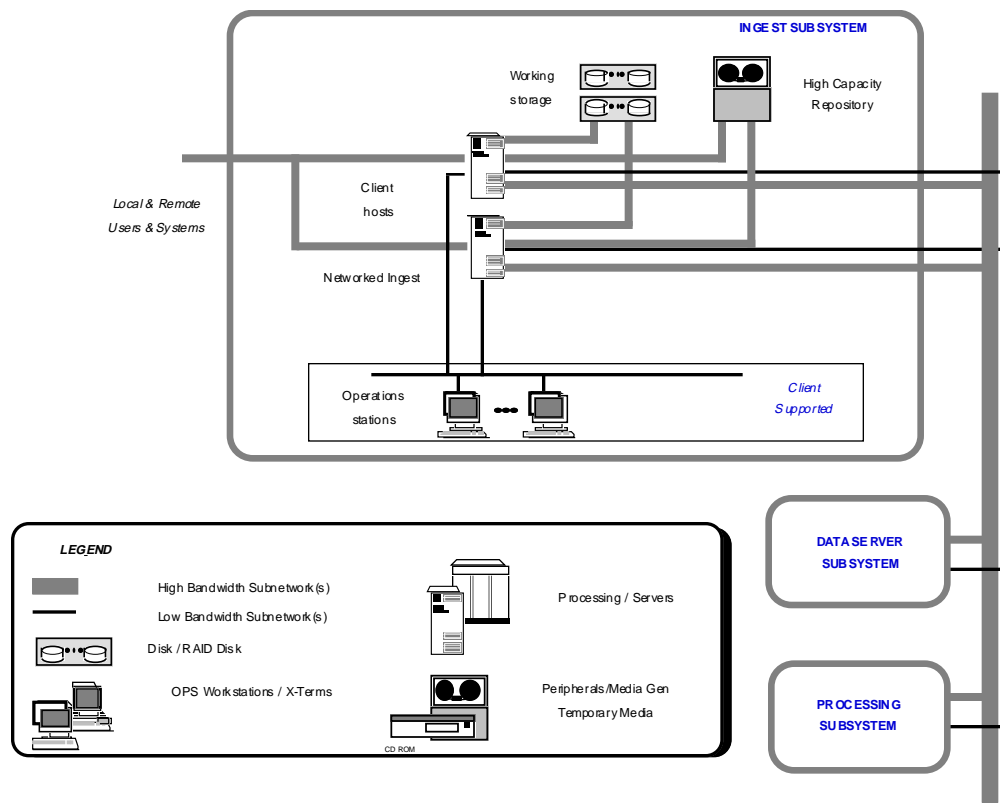 INGEST SUBSYSTEM
Working
storage
High Capacity
Repository
Client
hosts
Local & Remote
Users & Systems
Networked Ingest
Operations
stations
Client
Supported
DATA SERVER
SUBSYSTEM
LEGEND
High Bandwidth Subnetwork(s)
Low Bandwidth Subnetwork(s)
Disk / RAID Disk
OPS Workstations / X-Terms
Processing / Servers
Peripherals/Media Gen
Temporary Media
CD ROM
PROCESSING
SUBSYSTEM